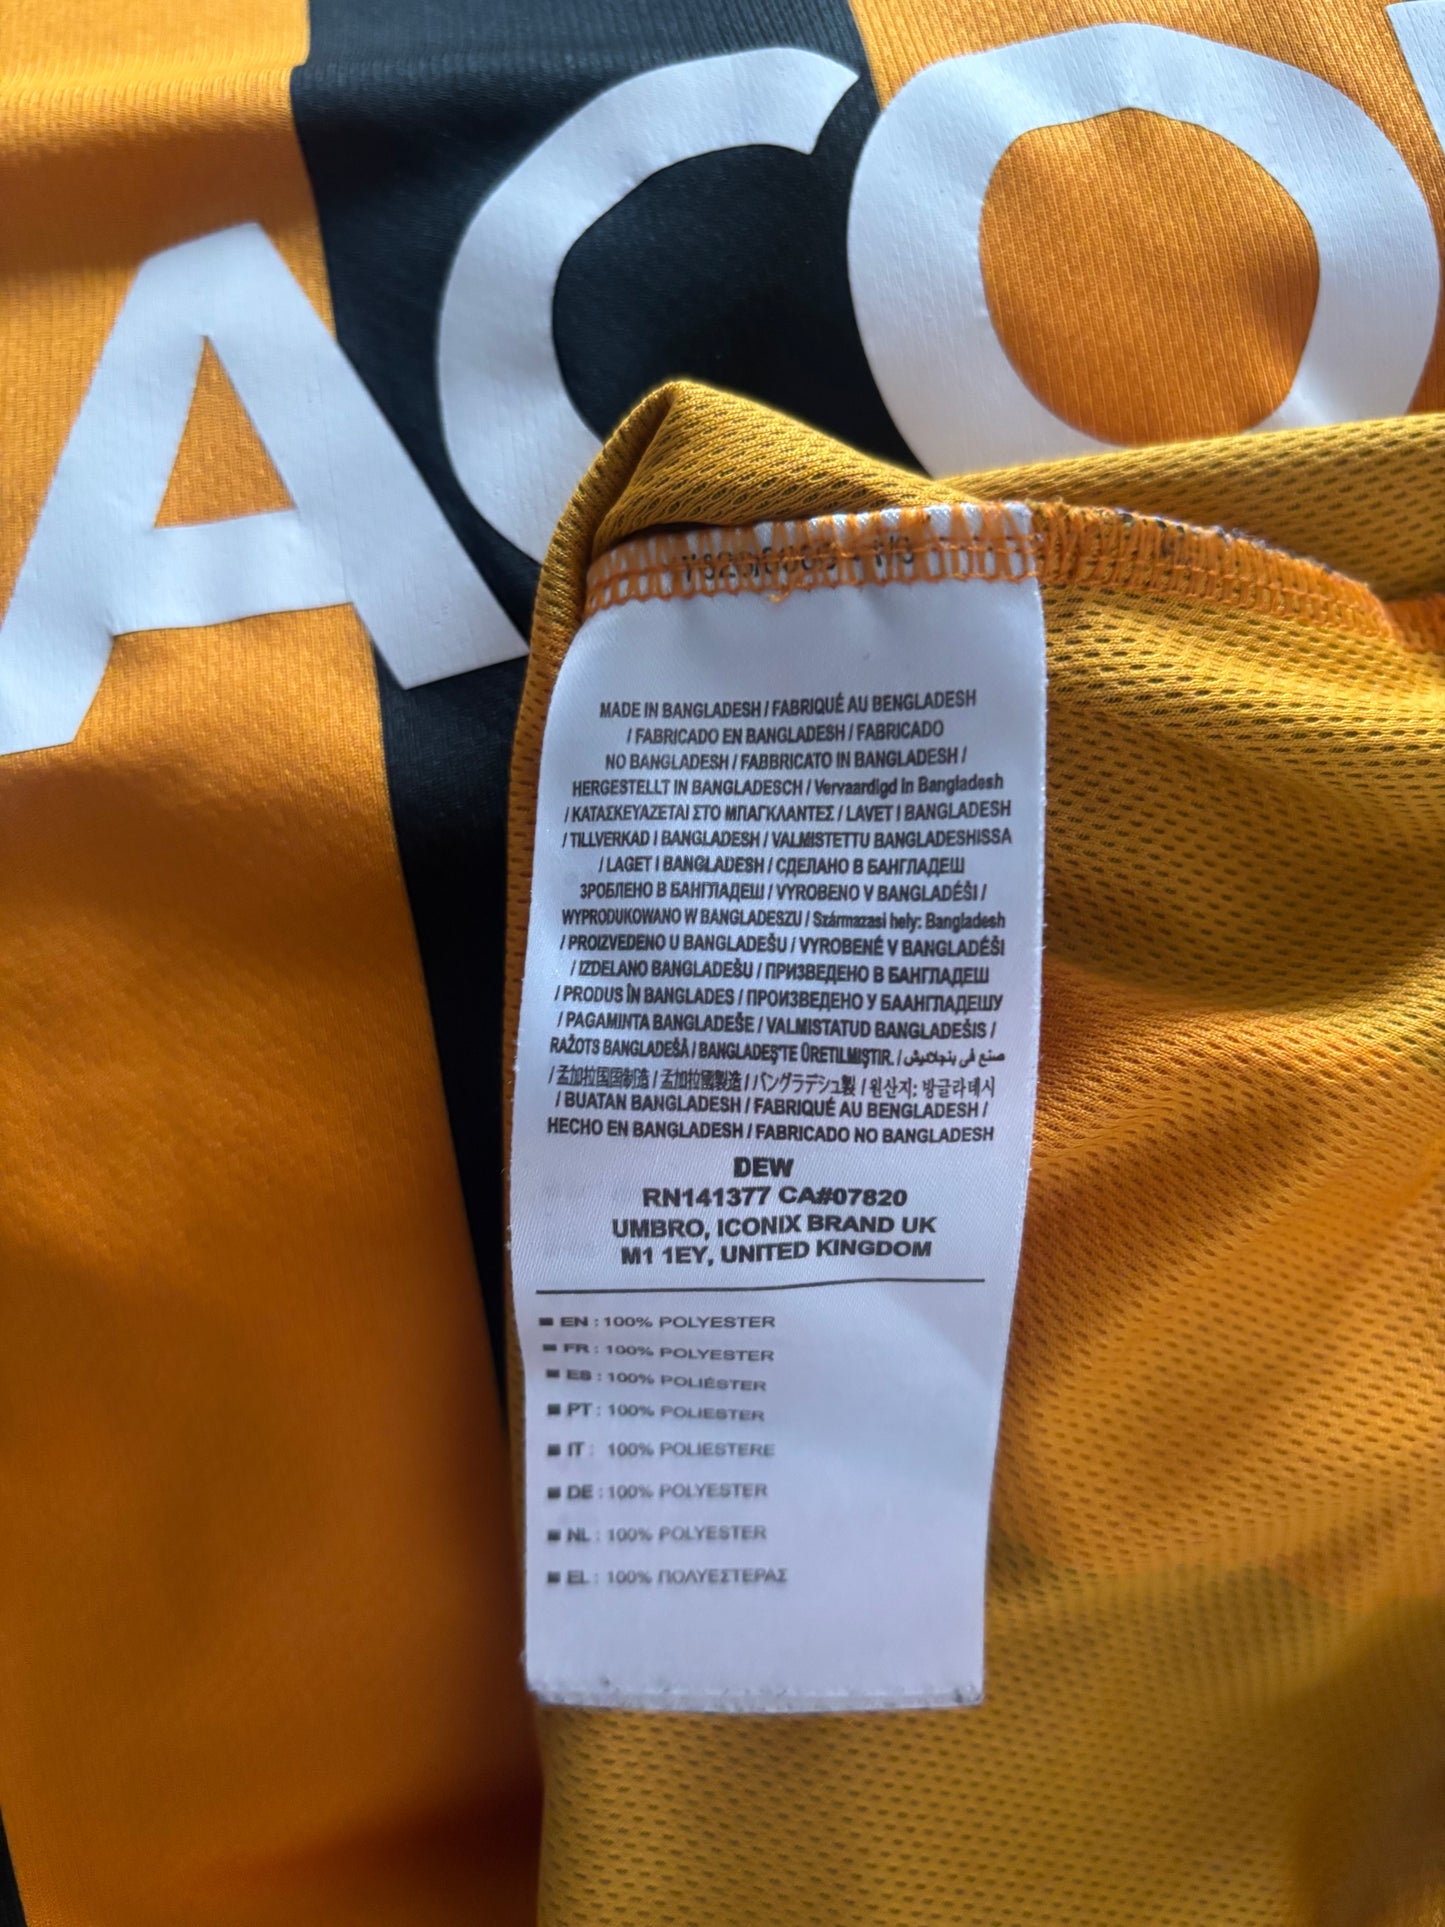 ACO
MADE IN BANGLADESH / FABRIQUÉ AU BENGLADESH
/ FABRICADO EN BANGLADESH / FABRICADO
NO BANGLADESH / FABBRICATO IN BANGLADESH /
HERGESTELLT IN BANGLADESCH / Vervaardigd in Bangladesh
/ ΚΑΤΑΣΚΕΥΑΖΕΤΑΙ ΣΤΟ ΜΠΑΓΚΛΑΝΤΕΣ / LAVET I BANGLADESH
/ TILLVERKAD I BANGLADESH / VALMISTETTU BANGLADESHISSA
/ LAGET I BANGLADESH / СДЕЛАНО В БАНГЛАДЕШ
ЗРОБЛЕНО В БАНГЛАДЕШ / VYROBENO V BANGLADÉŠI /
WYPRODUKOWANO W BANGLADESZU / Származasi hely: Bangladesh
/ PROIZVEDENO U BANGLADEŠU / VYROBENÉ V BANGLADÉŠI
/ IZDELANO BANGLADEŠU / ПРИЗВЕДЕНО В БАНГЛАДЕШ
/ PRODUS ÎN BANGLADES / ПРОИЗВЕДЕНО У БААНГЛАДЕШУ
/ PAGAMINTA BANGLADEŠE / VALMISTATUD BANGLADEŠIS /
RAŽOTS BANGLADEŠĀ / BANGLADEŞ'TE ÜRETILMIŞTIR. / صنع في بنجلاديش
/ 孟加拉国国制造 / 孟加拉國製造 / バングラデシュ製 / 원산지: 방글라데시
/ BUATAN BANGLADESH / FABRIQUÉ AU BENGLADESH /
HECHO EN BANGLADESH / FABRICADO NO BANGLADESH
DEW
RN141377 CA#07820
UMBRO, ICONIX BRAND UK
M1 1EY, UNITED KINGDOM
EN : 100% POLYESTER
FR : 100% POLYESTER
ES : 100% POLIÉSTER
PT : 100% POLIESTER
IT : 100% POLIESTERE
DE : 100% POLYESTER
NL : 100% POLYESTER
EL : 100% ΠΟΛΥΕΣΤΕΡΑΣ